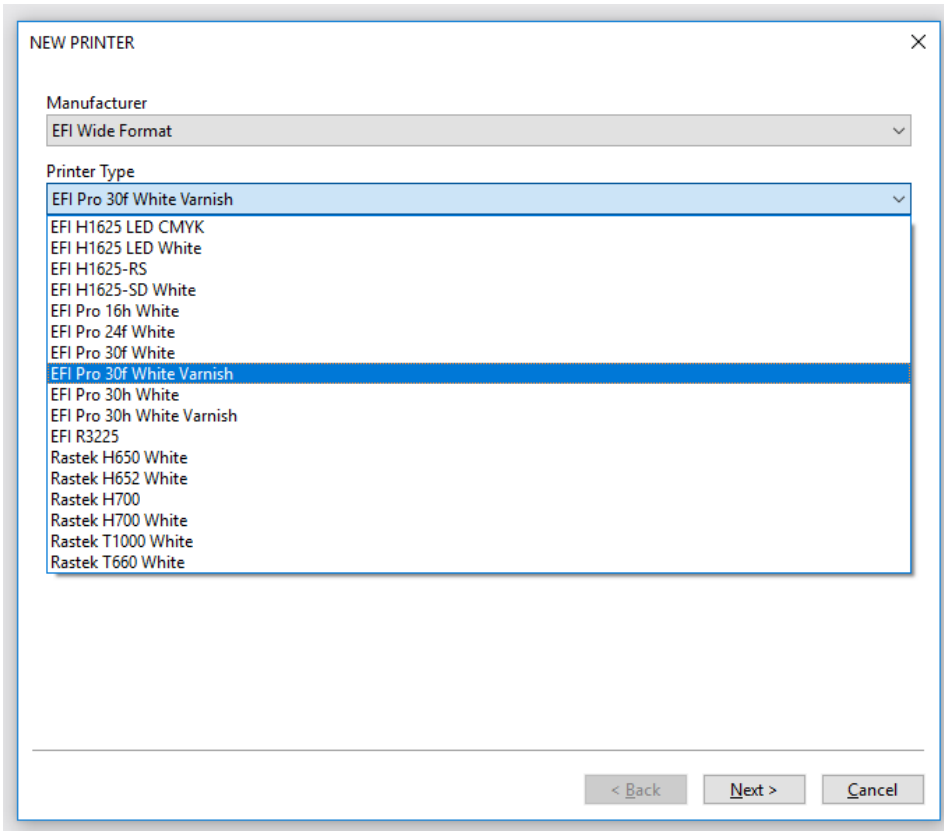 NEW PRINTER
Manufacturer
EFI Wide Format
Printer Type
EFI Pro 30f White Varnish
EFI H1625 LED CMYK
EFI H1625 LED White
EFI H1625-RS
EFI H1625-SD White
EFI Pro 16h White
EFI Pro 24f White
EFI Pro 30f White
EFI Pro 30f White Varnish
EFI Pro 30h White
EFI Pro 30h White Varnish
EFI R3225
Rastek H650 White
Rastek H652 White
Rastek H700
Rastek H700 White
Rastek T1000 White
Rastek T660 White
< Back Next > Cancel